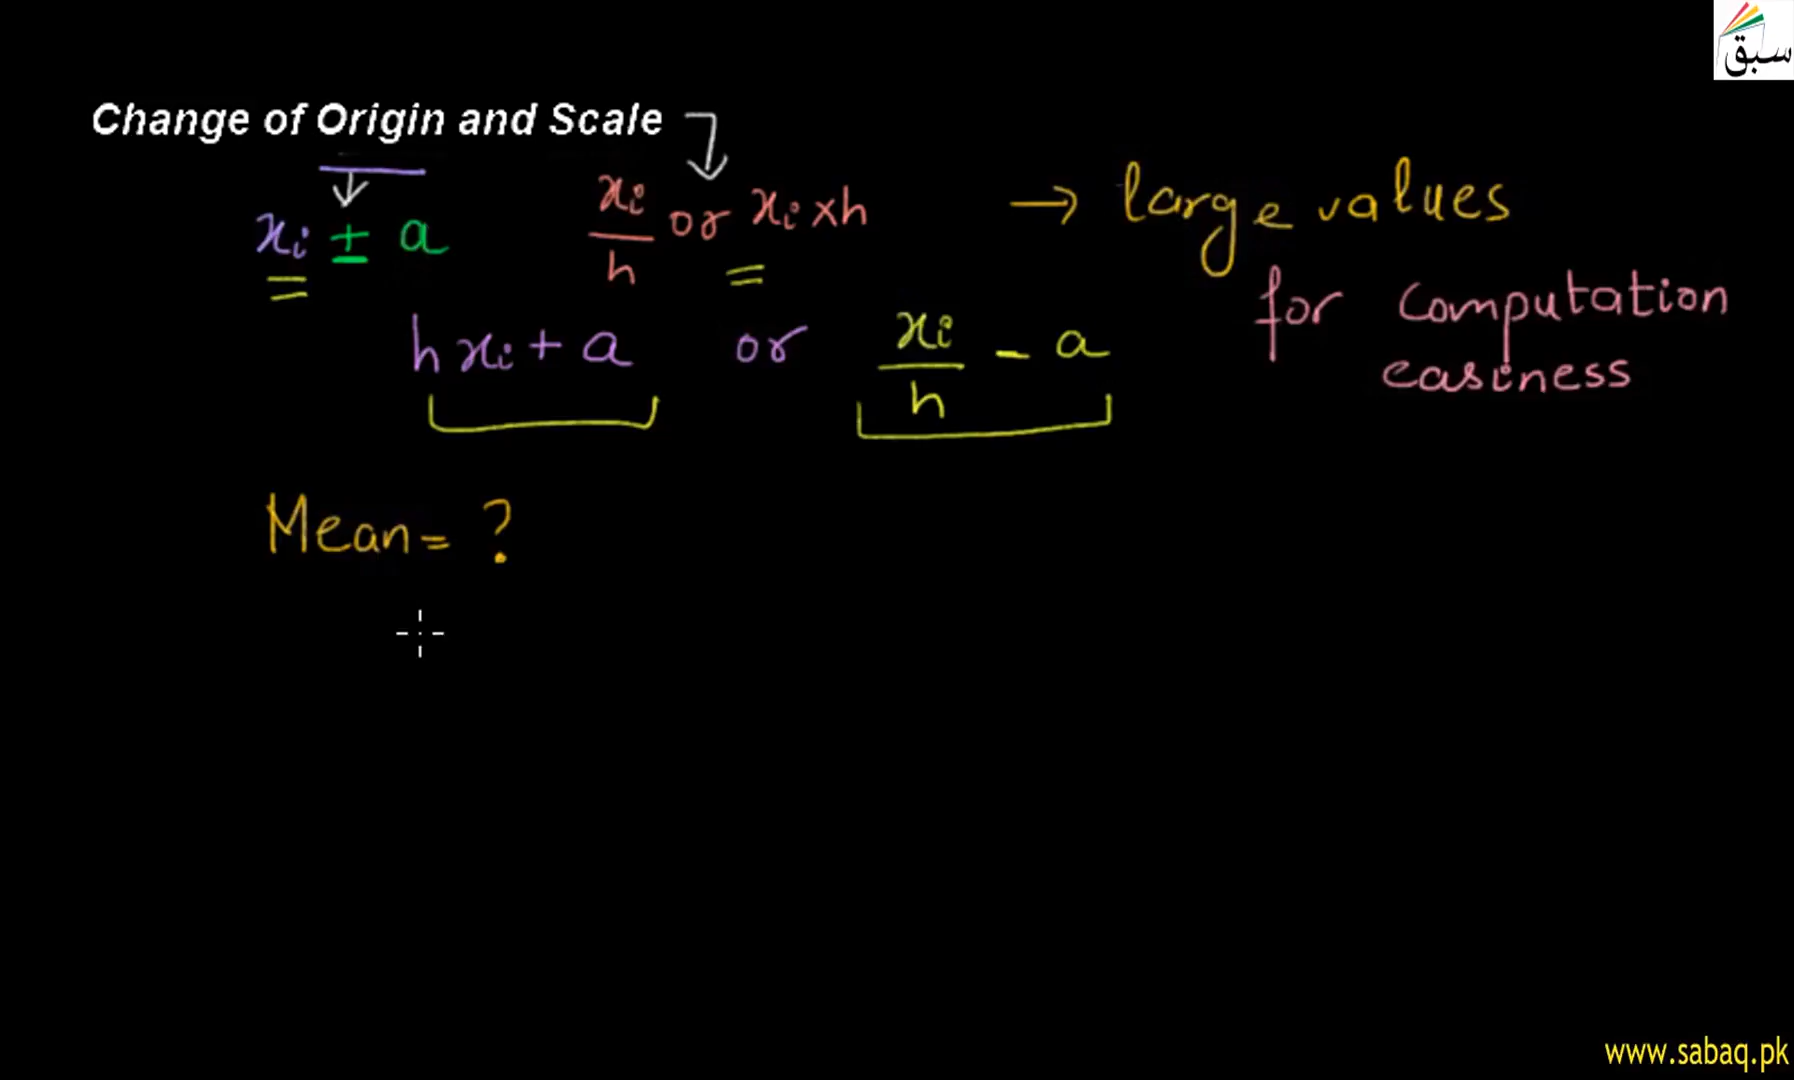 سبق
Change of Origin and Scale
xi ± a
xi/h or xi × h
→ large values
for computation
easiness
h xi + a or xi/h - a
Mean = ?
www.sabaq.pk